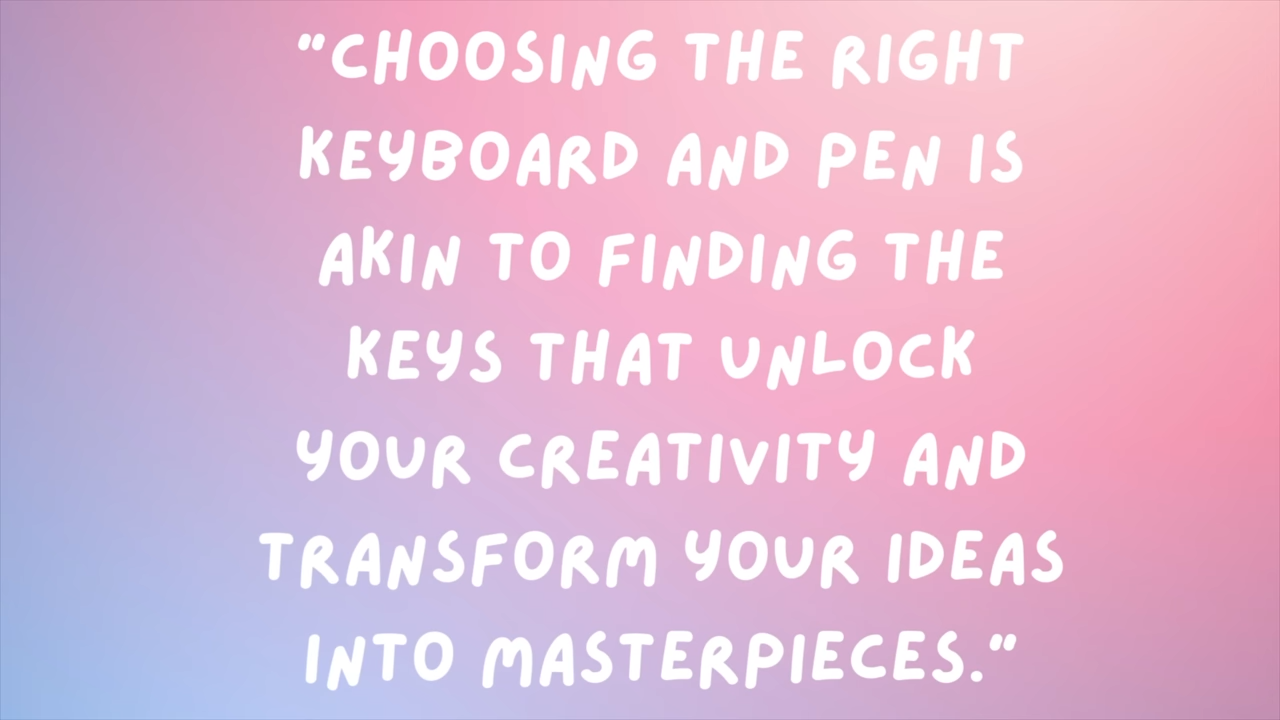 "CHOOSING THE RIGHT
KEYBOARD AND PEN IS
AKIN TO FINDING THE
KEYS THAT UNLOCK
YOUR CREATIVITY AND
TRANSFORM YOUR IDEAS
INTO MASTERPIECES."